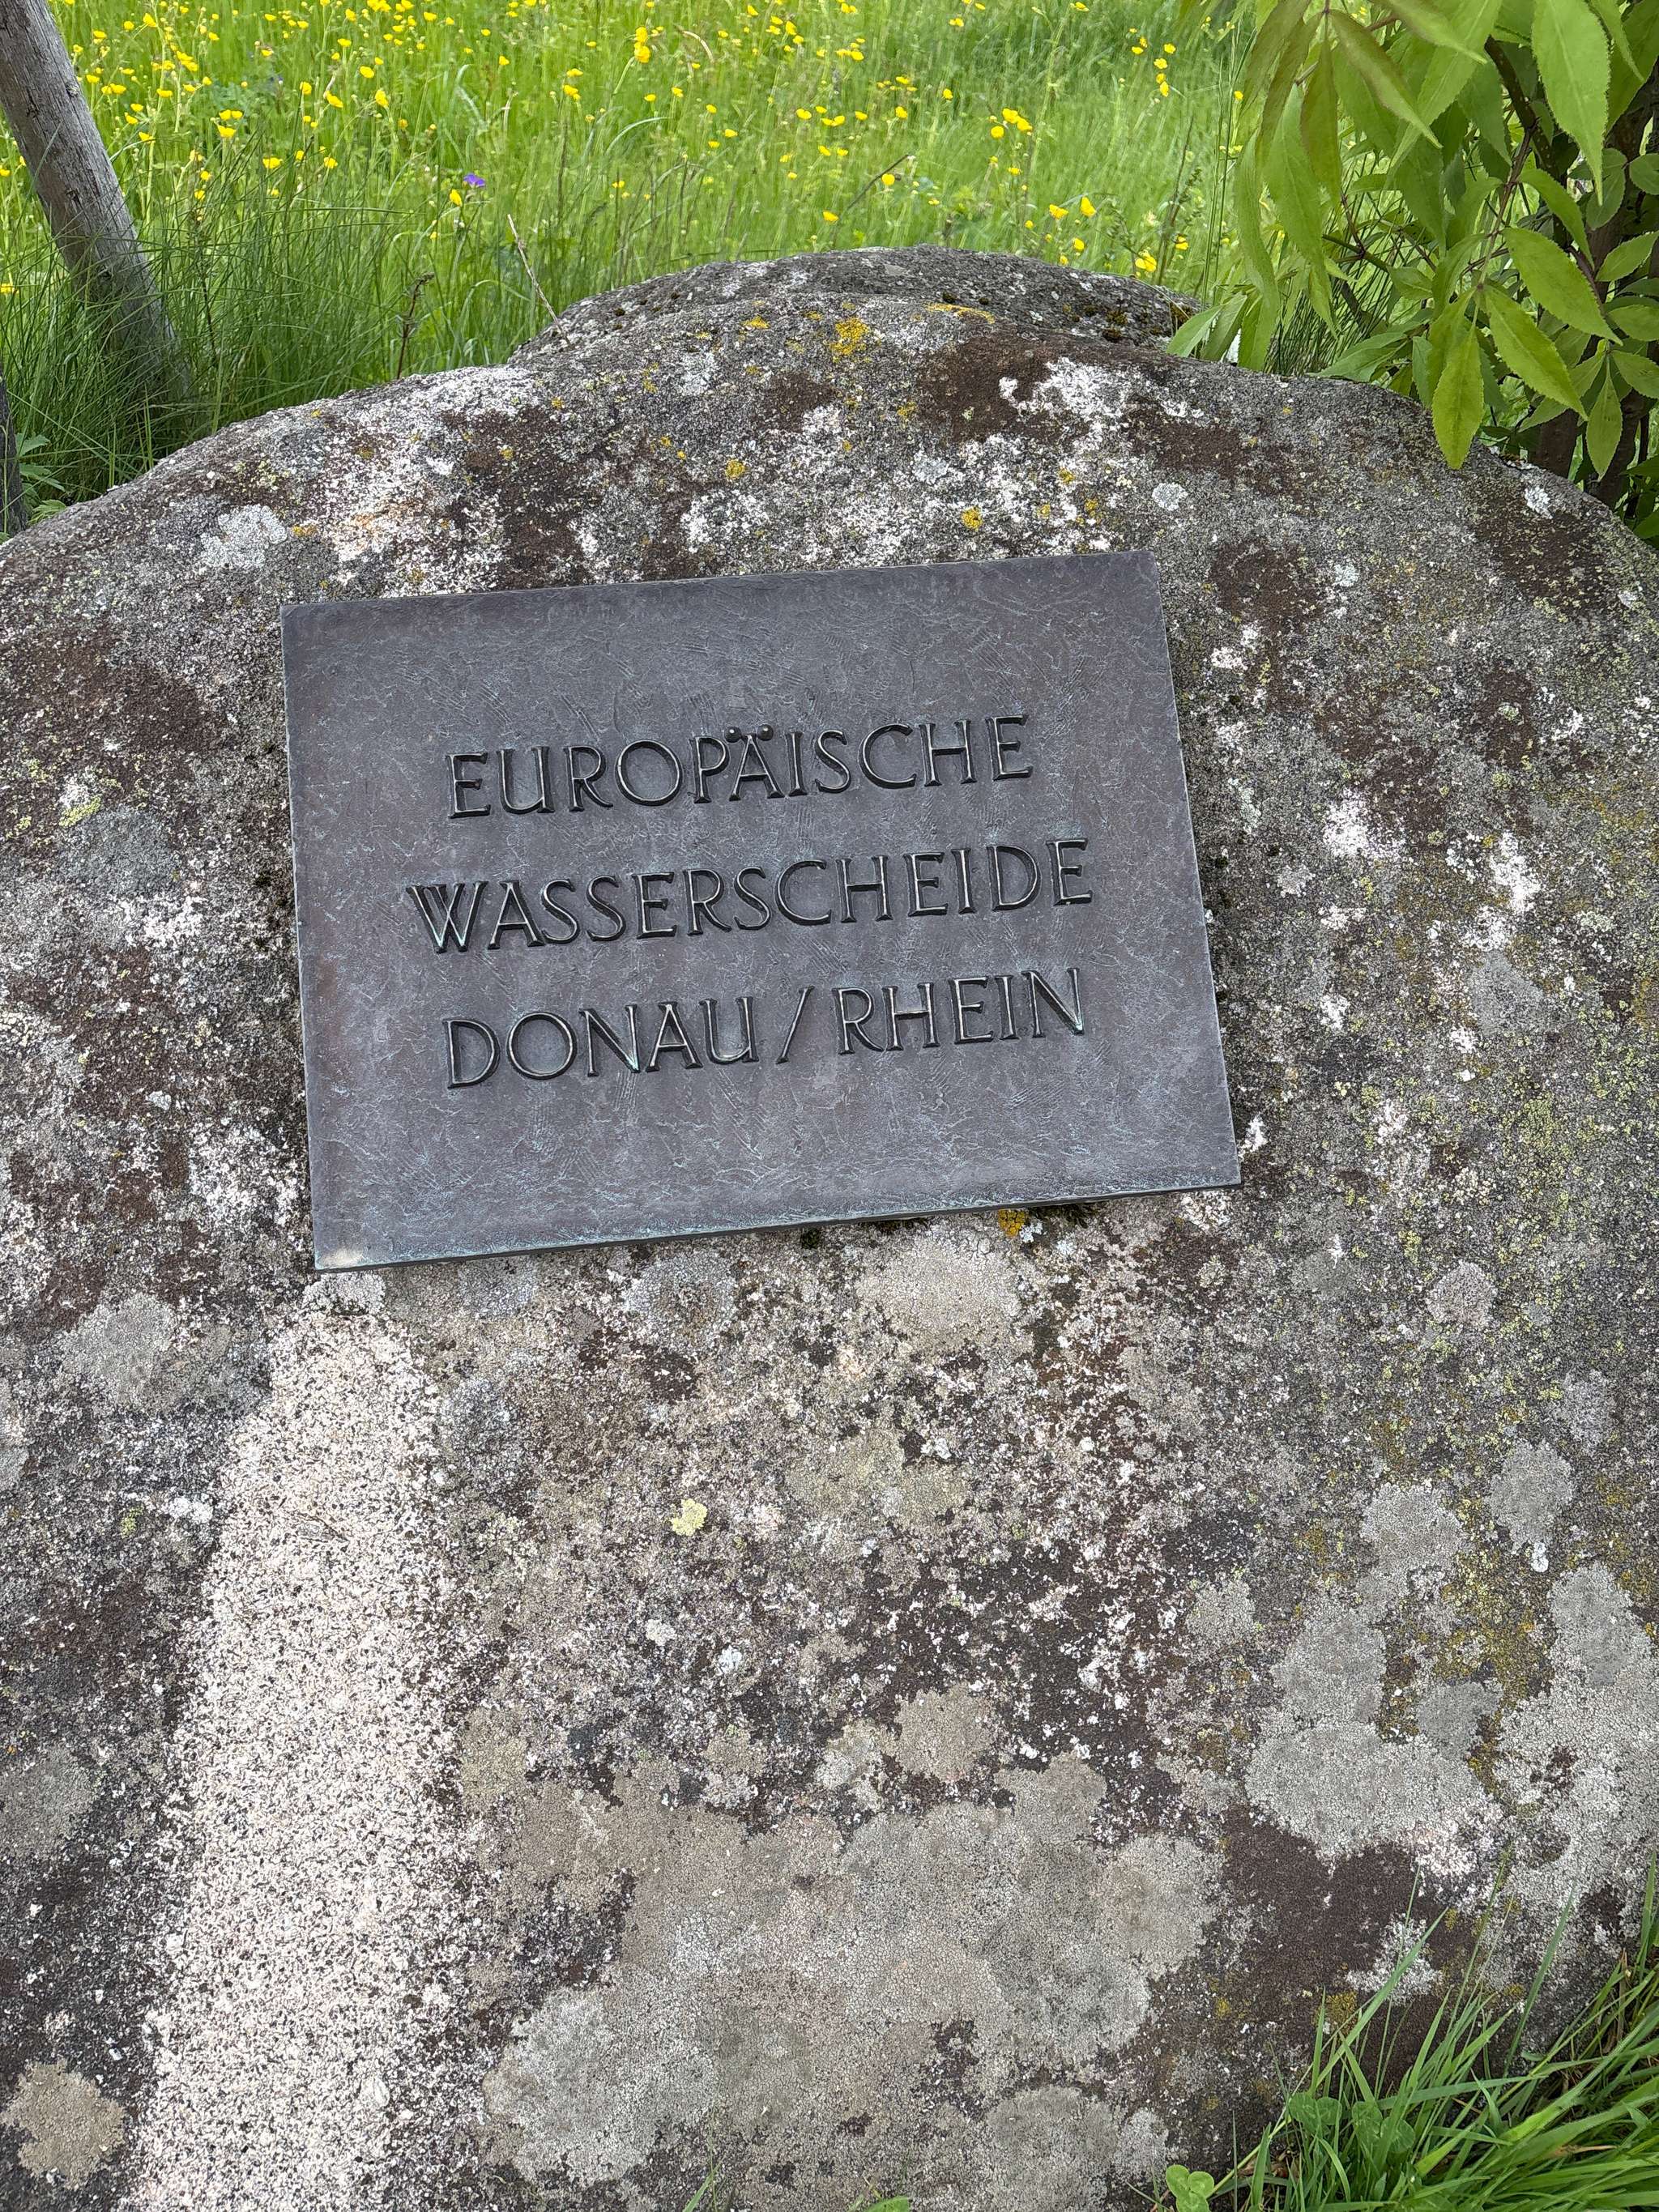 EUROPÄISCHE
WASSERSCHEIDE
DONAU / RHEIN